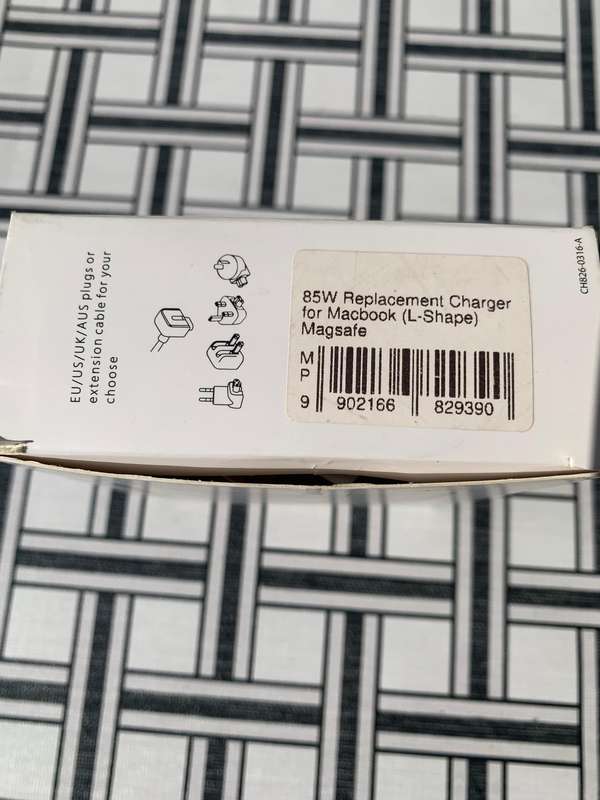 EU/US/UK/AUS plugs or
extension cable for your
choose
85W Replacement Charger
for Macbook (L-Shape)
Magsafe
M
P
9 902166 829390
CH826-0316-A